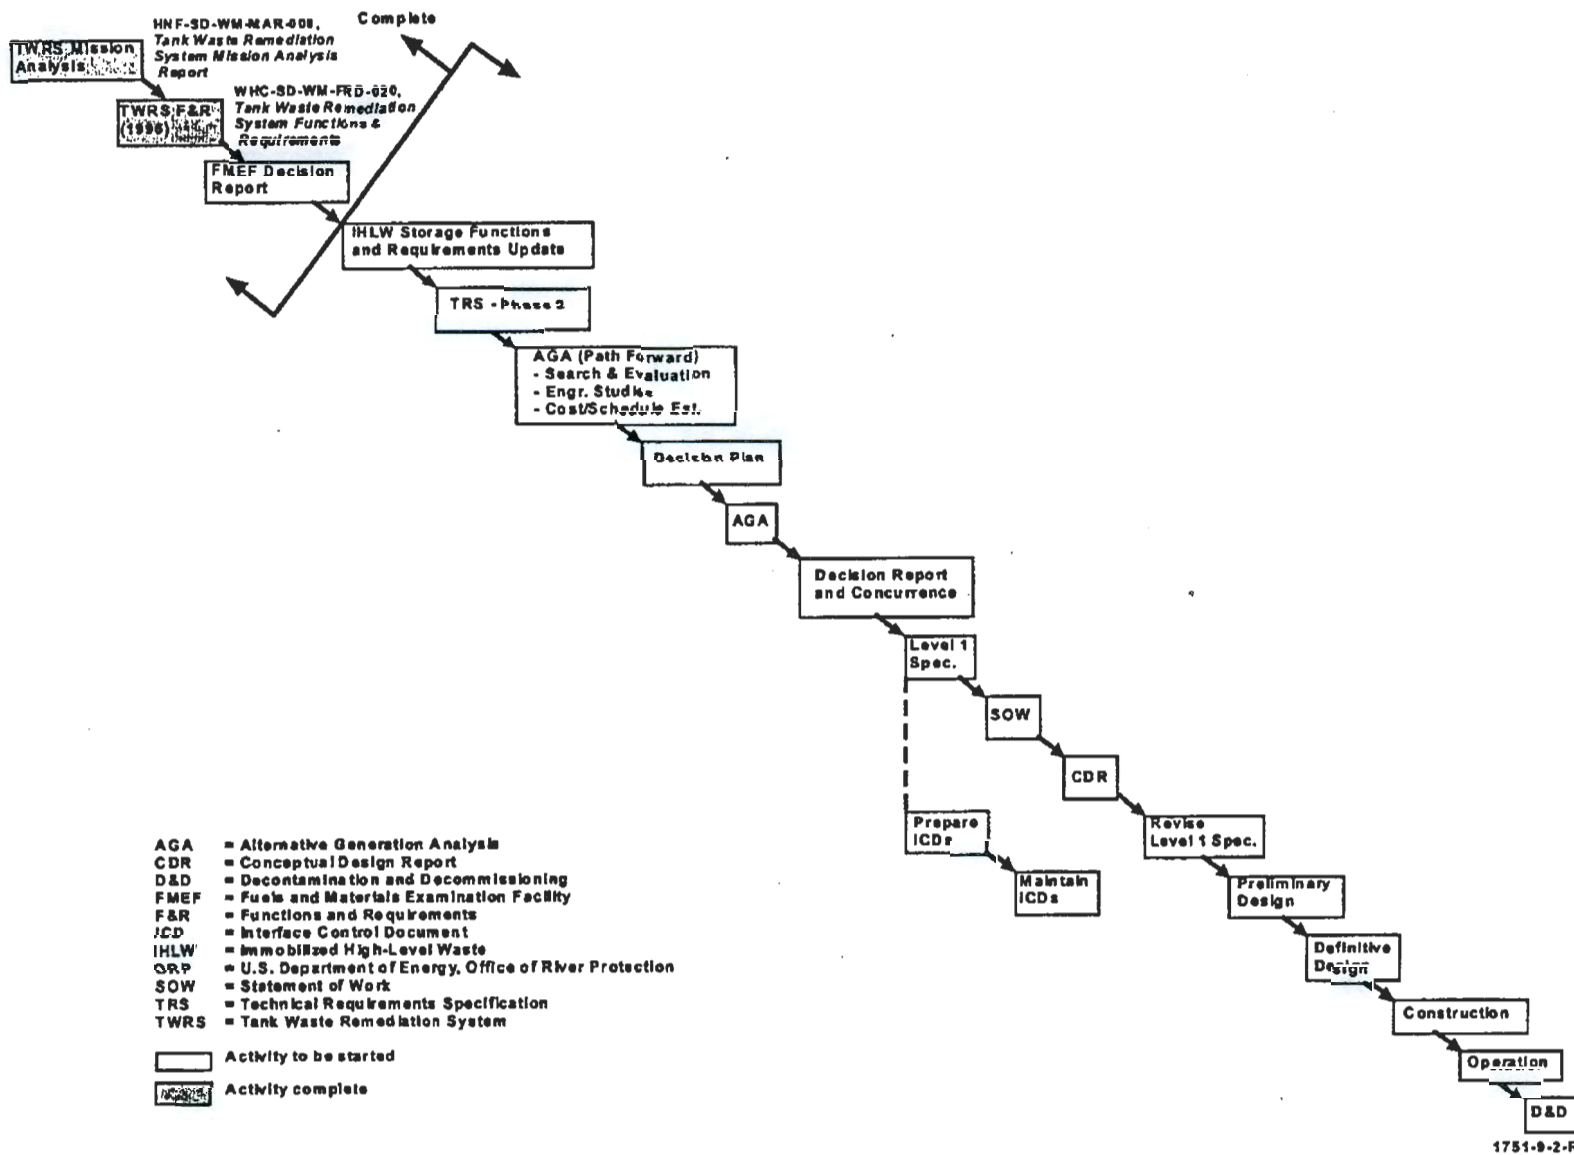 Complete
TWRS Mission
Analysis
HNF-SD-WM-MAR-008,
Tank Waste Remediation
System Mission Analysis
Report
TWRS F&R
(1996)
WHC-SD-WM-FRD-020,
Tank Waste Remediation
System Functions &
Requirements
FMEF Decision
Report
IHLW Storage Functions
and Requirements Update
TRS - Phase 2
AGA (Path Forward)
- Search & Evaluation
- Engr. Studies
- Cost/Schedule Est.
Decision Plan
AGA
Decision Report
and Concurrence
Level 1
Spec.
SOW
CDR
Prepare
ICDs
Maintain
ICDs
Revise
Level 1 Spec.
Preliminary
Design
Definitive
Design
Construction
Operation
D&D
AGA = Alternative Generation Analysis
CDR = Conceptual Design Report
D&D = Decontamination and Decommissioning
FMEF = Fuels and Materials Examination Facility
F&R = Functions and Requirements
ICD = Interface Control Document
IHLW = Immobilized High-Level Waste
ORP = U.S. Department of Energy, Office of River Protection
SOW = Statement of Work
TRS = Technical Requirements Specification
TWRS = Tank Waste Remediation System
Activity to be started
Activity complete
1751-9-2-F